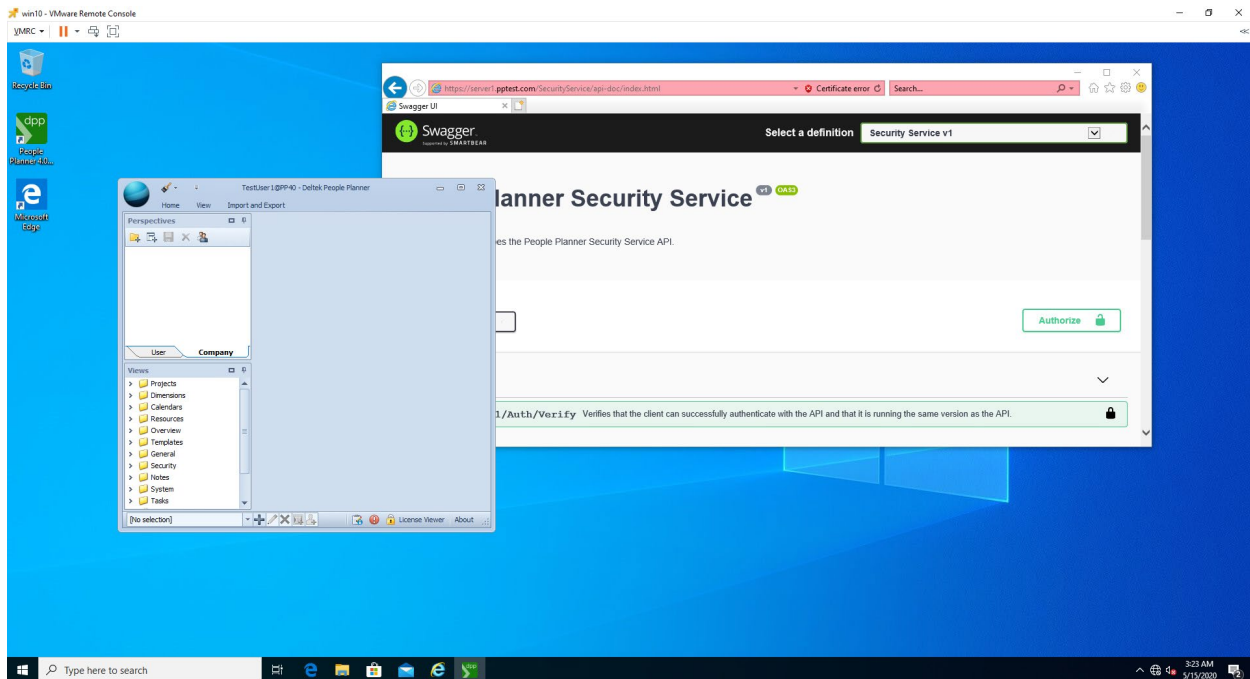 win10 - VMware Remote Console
VMRC
Recycle Bin
dpp
People
Planner 4.0...
Microsoft
Edge
https://server1.pptest.com/SecurityService/api-doc/index.html
Certificate error
Search...
Swagger UI
Swagger.
Supported by SMARTBEAR
Select a definition
Security Service v1
lanner Security Service
v1
OAS3
es the People Planner Security Service API.
Authorize
1/Auth/Verify Verifies that the client can successfully authenticate with the API and that it is running the same version as the API.
TestUser1@PP40 - Deltek People Planner
Home View Import and Export
Perspectives
User Company
Views
Projects
Dimensions
Calendars
Resources
Overview
Templates
General
Security
Notes
System
Tasks
[No selection]
License Viewer About
Type here to search
dpp
3:23 AM
5/15/2020
2